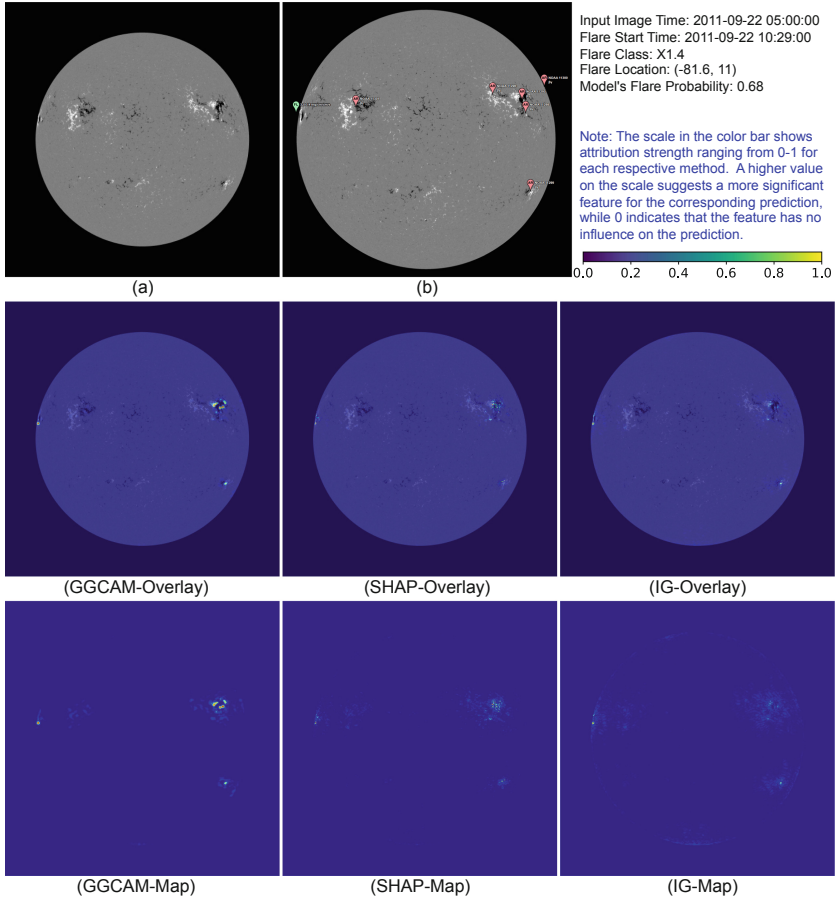 Input Image Time: 2011-09-22 05:00:00
Flare Start Time: 2011-09-22 10:29:00
Flare Class: X1.4
Flare Location: (-81.6, 11)
Model's Flare Probability: 0.68
Note: The scale in the color bar shows
attribution strength ranging from 0-1 for
each respective method. A higher value
on the scale suggests a more significant
feature for the corresponding prediction,
while 0 indicates that the feature has no
influence on the prediction.
0.0 0.2 0.4 0.6 0.8 1.0
(a) (b)
(GGCAM-Overlay) (SHAP-Overlay) (IG-Overlay)
(GGCAM-Map) (SHAP-Map) (IG-Map)